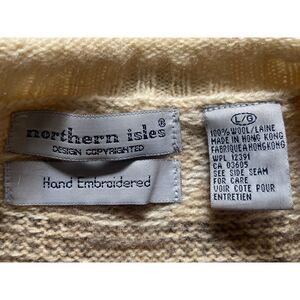 northern isles®
DESIGN COPYRIGHTED
Hand Embroidered
L/G
100% WOOL/LAINE
MADE IN HONG KONG
FABRIQUE A HONGKONG
WPL 12391
CA 03605
SEE SIDE SEAM
FOR CARE
VOIR COTE POUR
ENTRETIEN